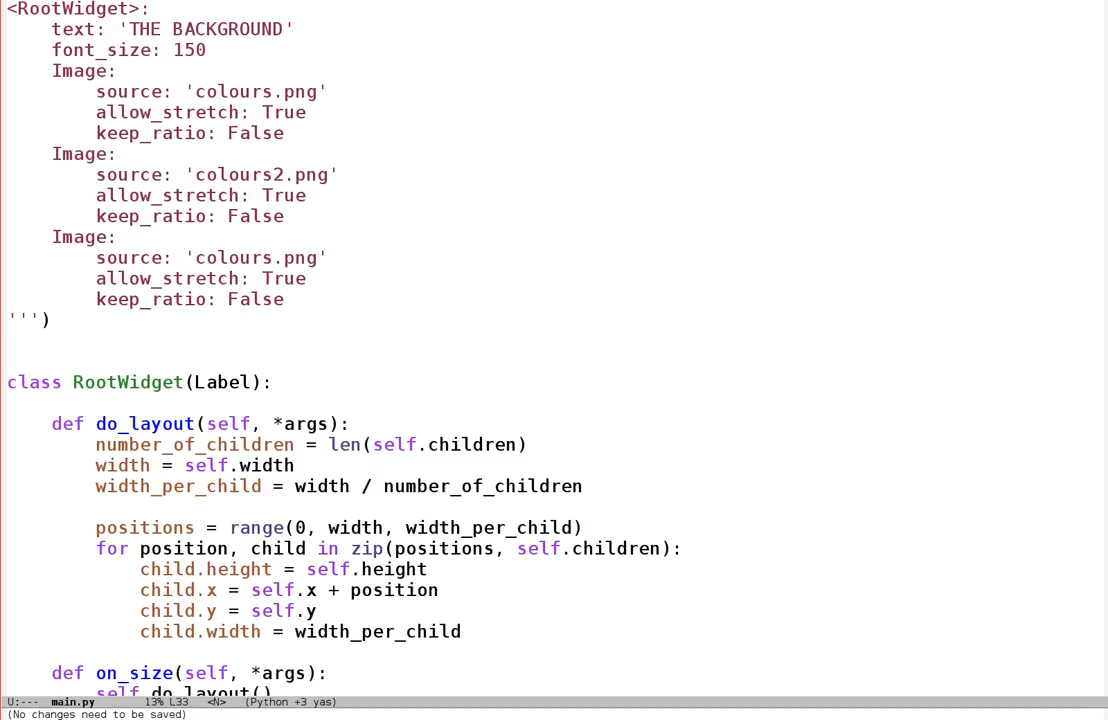 <RootWidget>:
    text: 'THE BACKGROUND'
    font_size: 150
    Image:
        source: 'colours.png'
        allow_stretch: True
        keep_ratio: False
    Image:
        source: 'colours2.png'
        allow_stretch: True
        keep_ratio: False
    Image:
        source: 'colours.png'
        allow_stretch: True
        keep_ratio: False
''')
class RootWidget(Label):
    def do_layout(self, *args):
        number_of_children = len(self.children)
        width = self.width
        width_per_child = width / number_of_children
        positions = range(0, width, width_per_child)
        for position, child in zip(positions, self.children):
            child.height = self.height
            child.x = self.x + position
            child.y = self.y
            child.width = width_per_child
    def on_size(self, *args):
        self.do_layout()
U:---  main.py        13% L33   <N>   (Python +3 yas)
(No changes need to be saved)